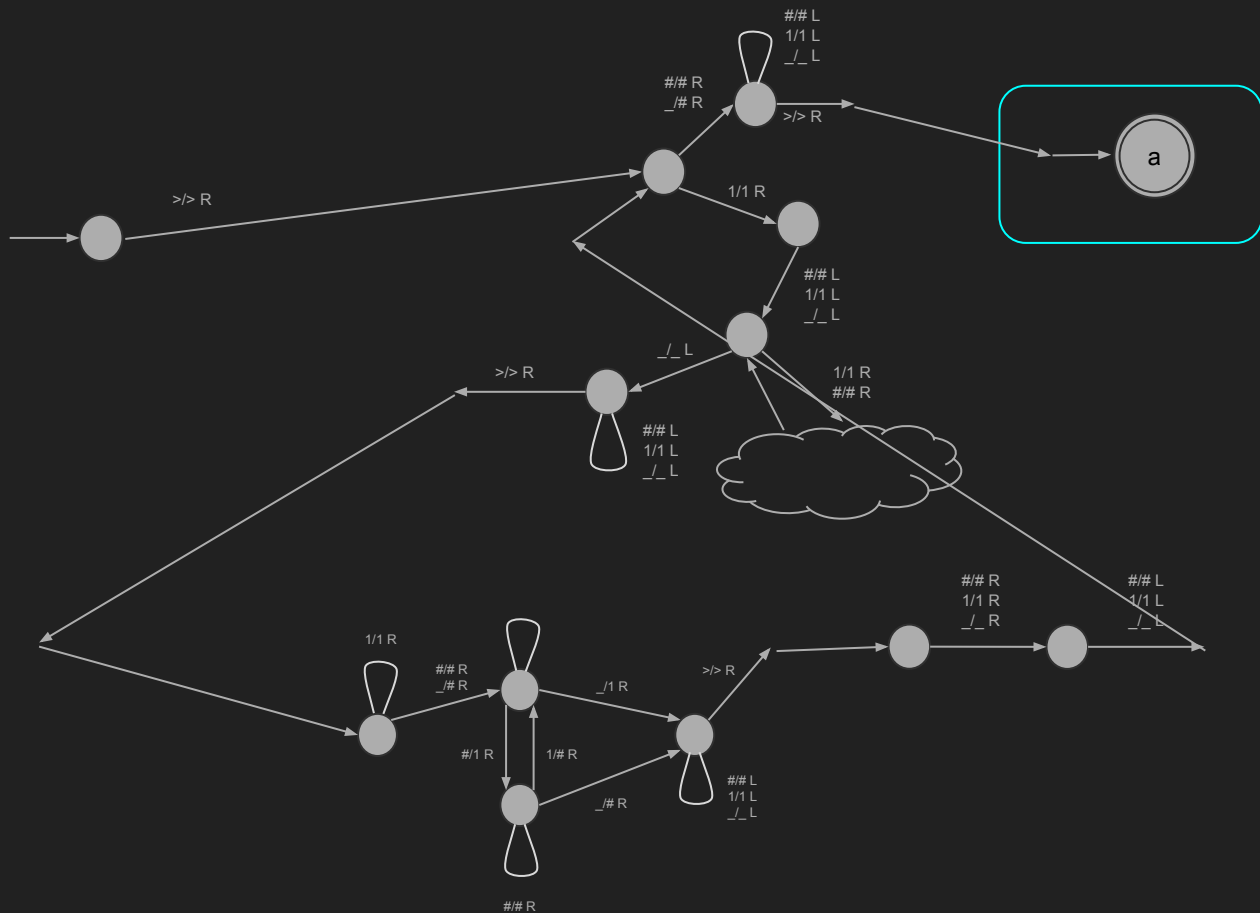 #/# L
1/1 L
_/_ L
#/# R
_/# R
>/> R
a
>/> R
1/1 R
#/# L
1/1 L
_/_ L
_/_ L
>/> R
1/1 R
#/# R
#/# L
1/1 L
_/_ L
#/# R
1/1 R
_/_ R
#/# L
1/1 L
_/_ L
1/1 R
#/# R
_/# R
>/> R
_/1 R
#/1 R
1/# R
#/# L
1/1 L
_/_ L
_/# R
#/# R